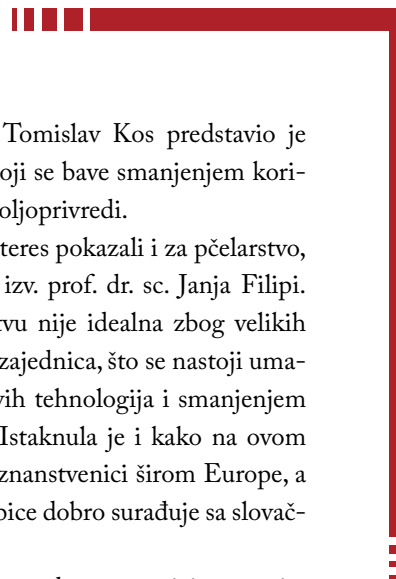 Tomislav Kos predstavio je
oji se bave smanjenjem kori-
oljoprivredi.
teres pokazali i za pčelarstvo,
izv. prof. dr. sc. Janja Filipi.
tvu nije idealna zbog velikih
zajednica, što se nastoji uma-
vih tehnologija i smanjenjem
Istaknula je i kako na ovom
znanstvenici širom Europe, a
bice dobro surađuje sa slovač-